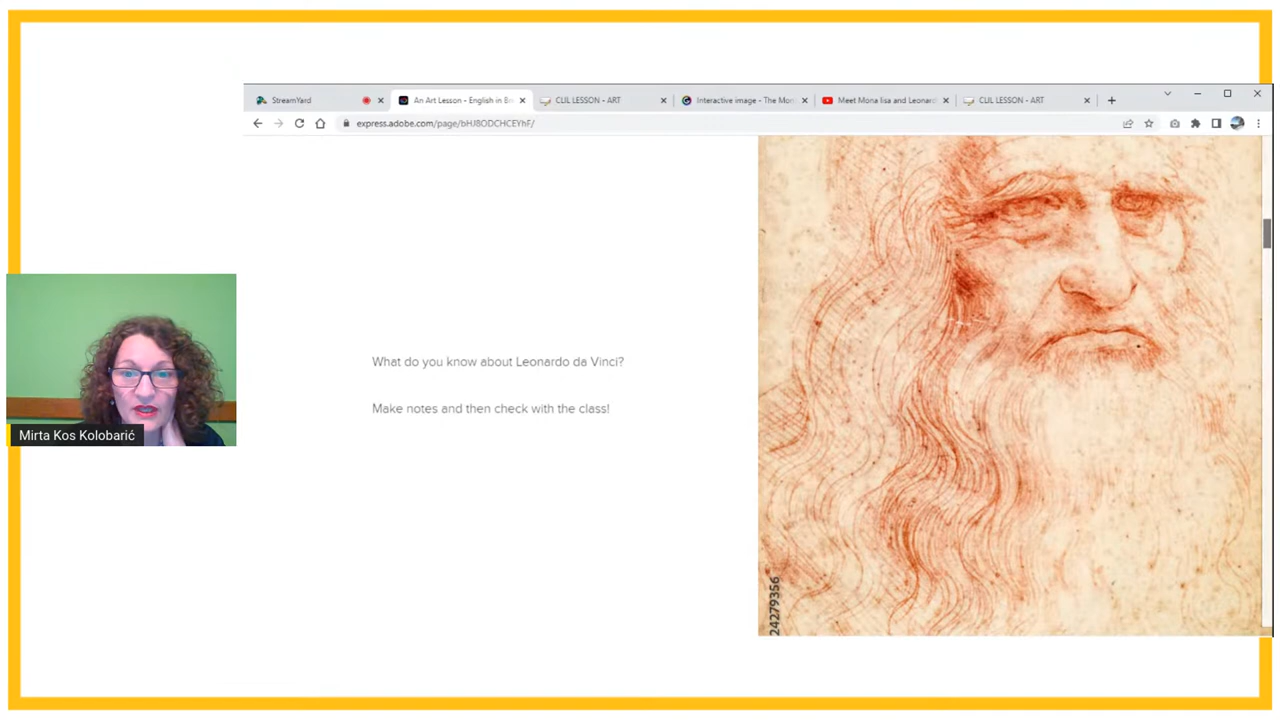 StreamYard
An Art Lesson - English in Br
CLIL LESSON - ART
Interactive image - The Mon
Meet Mona lisa and Leonard
CLIL LESSON - ART
express.adobe.com/page/bHJ8ODCHCEYhF/
What do you know about Leonardo da Vinci?
Make notes and then check with the class!
Mirta Kos Kolobarić
24279356